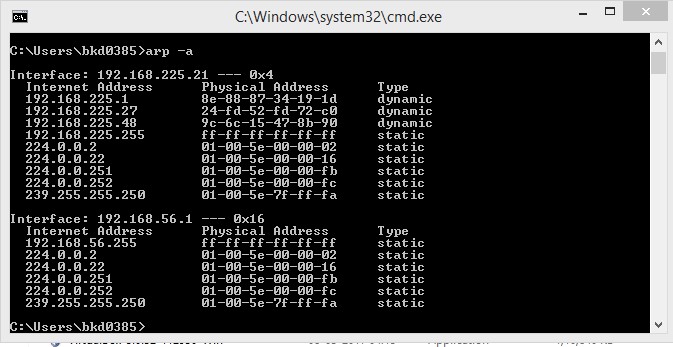 C:\Windows\system32\cmd.exe
C:\Users\bkd0385>arp -a
Interface: 192.168.225.21 --- 0x4
Internet Address Physical Address Type
192.168.225.1 8e-88-87-34-19-1d dynamic
192.168.225.27 24-fd-52-fd-72-c0 dynamic
192.168.225.48 9c-6c-15-47-8b-90 dynamic
192.168.225.255 ff-ff-ff-ff-ff-ff static
224.0.0.2 01-00-5e-00-00-02 static
224.0.0.22 01-00-5e-00-00-16 static
224.0.0.251 01-00-5e-00-00-fb static
224.0.0.252 01-00-5e-00-00-fc static
239.255.255.250 01-00-5e-7f-ff-fa static
Interface: 192.168.56.1 --- 0x16
Internet Address Physical Address Type
192.168.56.255 ff-ff-ff-ff-ff-ff static
224.0.0.2 01-00-5e-00-00-02 static
224.0.0.22 01-00-5e-00-00-16 static
224.0.0.251 01-00-5e-00-00-fb static
224.0.0.252 01-00-5e-00-00-fc static
239.255.255.250 01-00-5e-7f-ff-fa static
C:\Users\bkd0385>